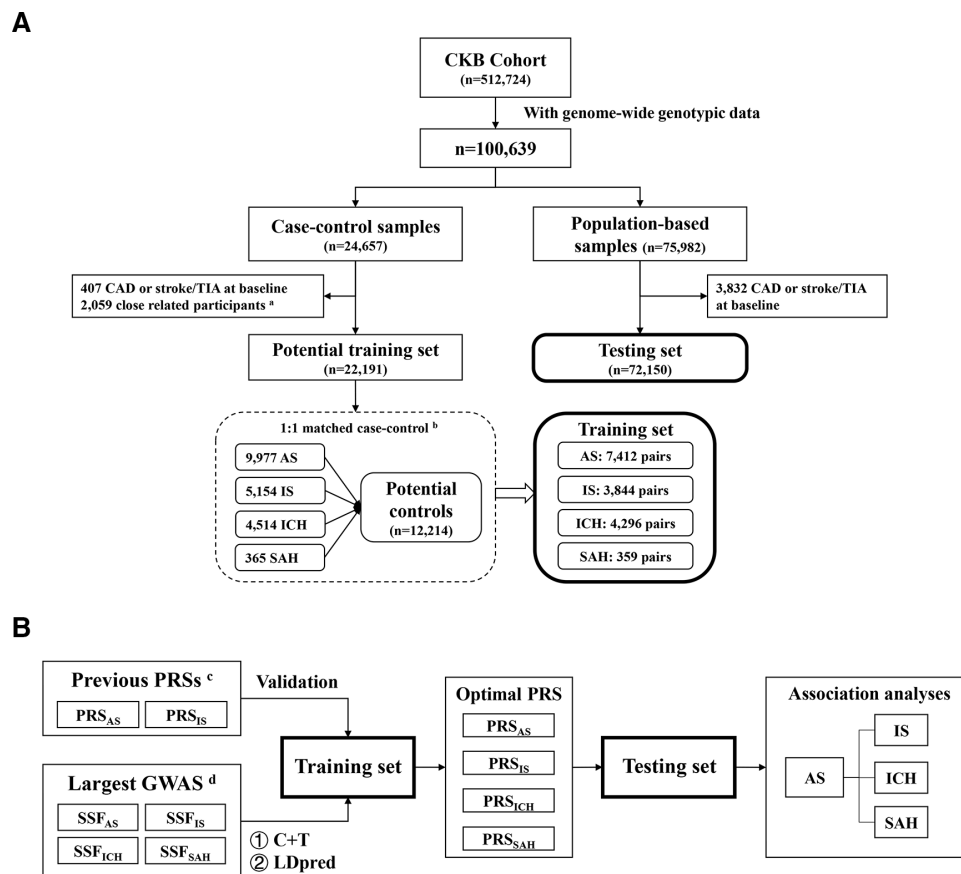 A
CKB Cohort
(n=512,724)
With genome-wide genotypic data
n=100,639
Case-control samples
(n=24,657)
Population-based
samples (n=75,982)
407 CAD or stroke/TIA at baseline
2,059 close related participants a
3,832 CAD or stroke/TIA
at baseline
Potential training set
(n=22,191)
Testing set
(n=72,150)
1:1 matched case-control b
9,977 AS
5,154 IS
4,514 ICH
365 SAH
Potential
controls
(n=12,214)
Training set
AS: 7,412 pairs
IS: 3,844 pairs
ICH: 4,296 pairs
SAH: 359 pairs
B
Previous PRSs c
PRSAS
PRSIS
Validation
Largest GWAS d
SSFAS
SSFIS
SSFICH
SSFSAH
① C+T
② LDpred
Training set
Optimal PRS
PRSAS
PRSIS
PRSICH
PRSSAH
Testing set
Association analyses
AS
IS
ICH
SAH